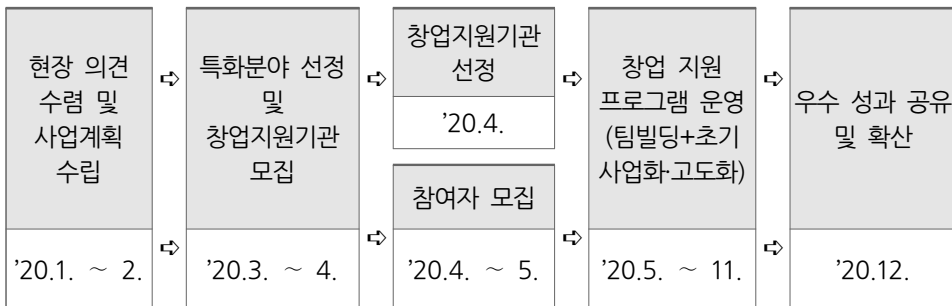 현장 의견
수렴 및
사업계획
수립
'20.1. ~ 2.
⇨
⇨
특화분야 선정
및
창업지원기관
모집
'20.3. ~ 4.
⇨
⇨
창업지원기관
선정
'20.4.
참여자 모집
'20.4. ~ 5.
⇨
⇨
창업 지원
프로그램 운영
(팀빌딩+초기
사업화·고도화)
'20.5. ~ 11.
⇨
⇨
우수 성과 공유
및 확산
'20.12.